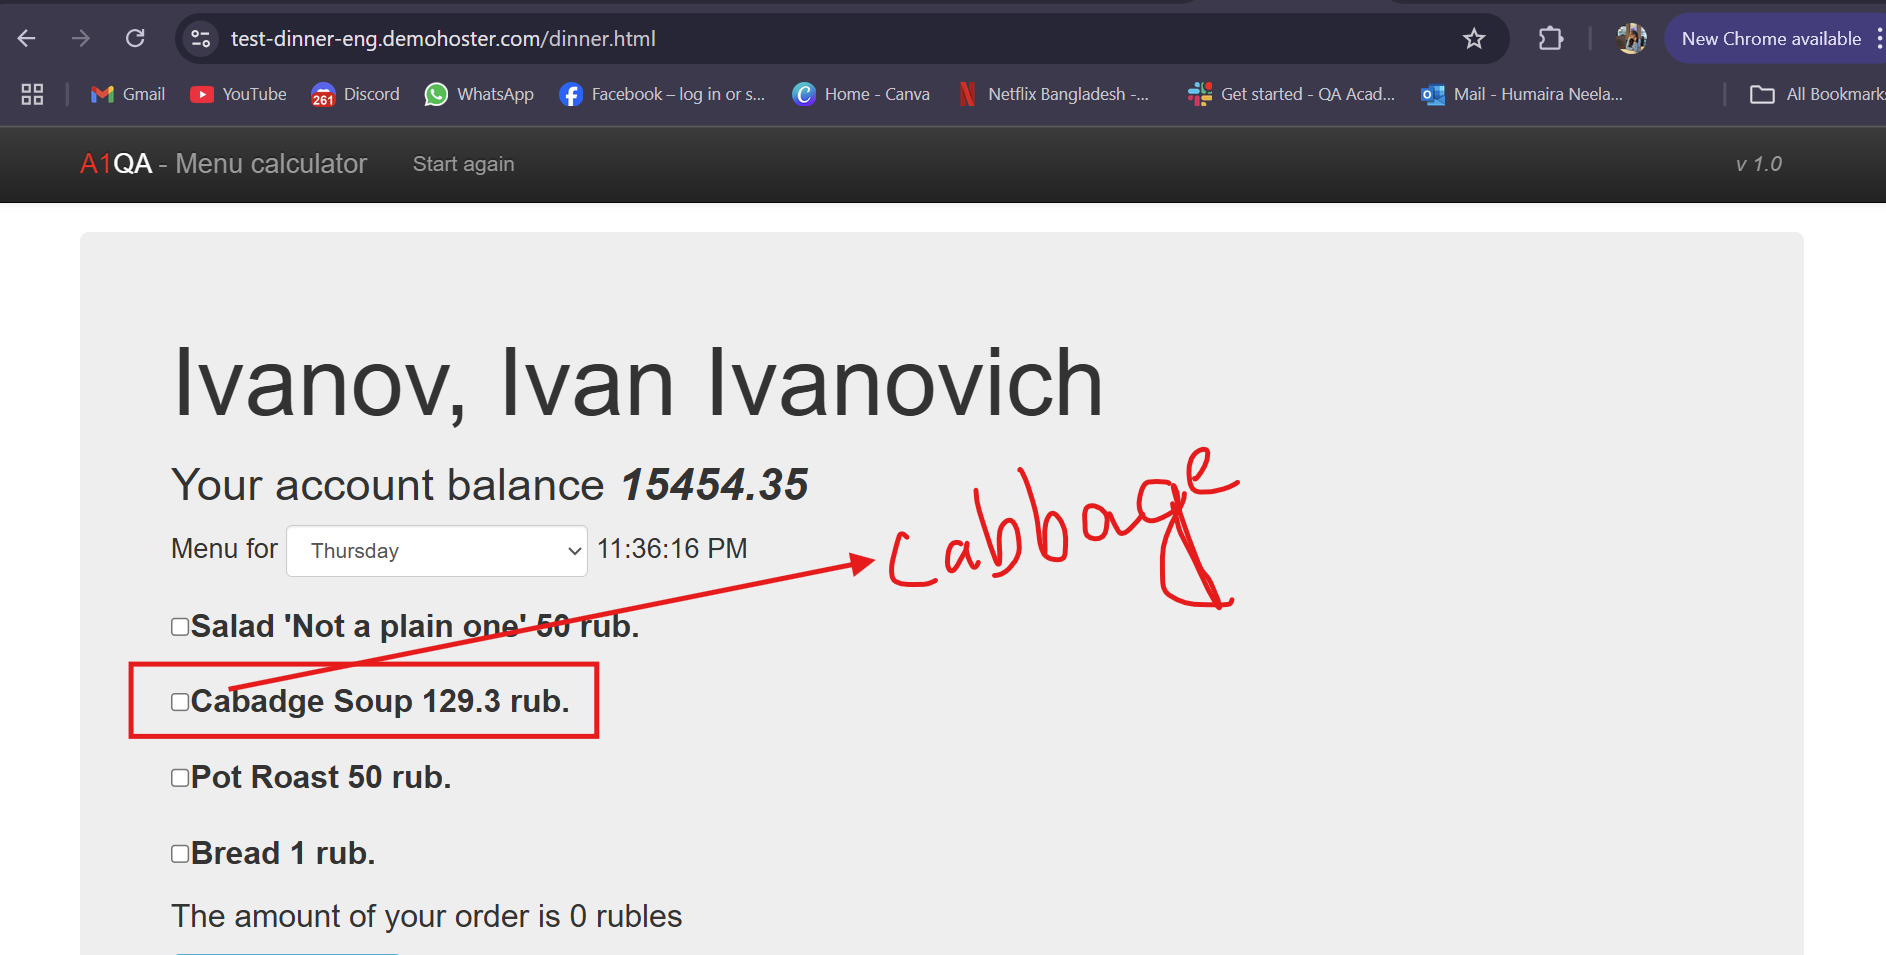 test-dinner-eng.demohoster.com/dinner.html
New Chrome available
Gmail
YouTube
261
Discord
WhatsApp
Facebook – log in or s...
Home - Canva
Netflix Bangladesh -...
Get started - QA Acad...
Mail - Humaira Neela...
All Bookmarks
A1QA - Menu calculator
Start again
v 1.0
Ivanov, Ivan Ivanovich
Your account balance 15454.35
Menu for Thursday 11:36:16 PM
cabbage
Salad 'Not a plain one' 50 rub.
Cabadge Soup 129.3 rub.
Pot Roast 50 rub.
Bread 1 rub.
The amount of your order is 0 rubles